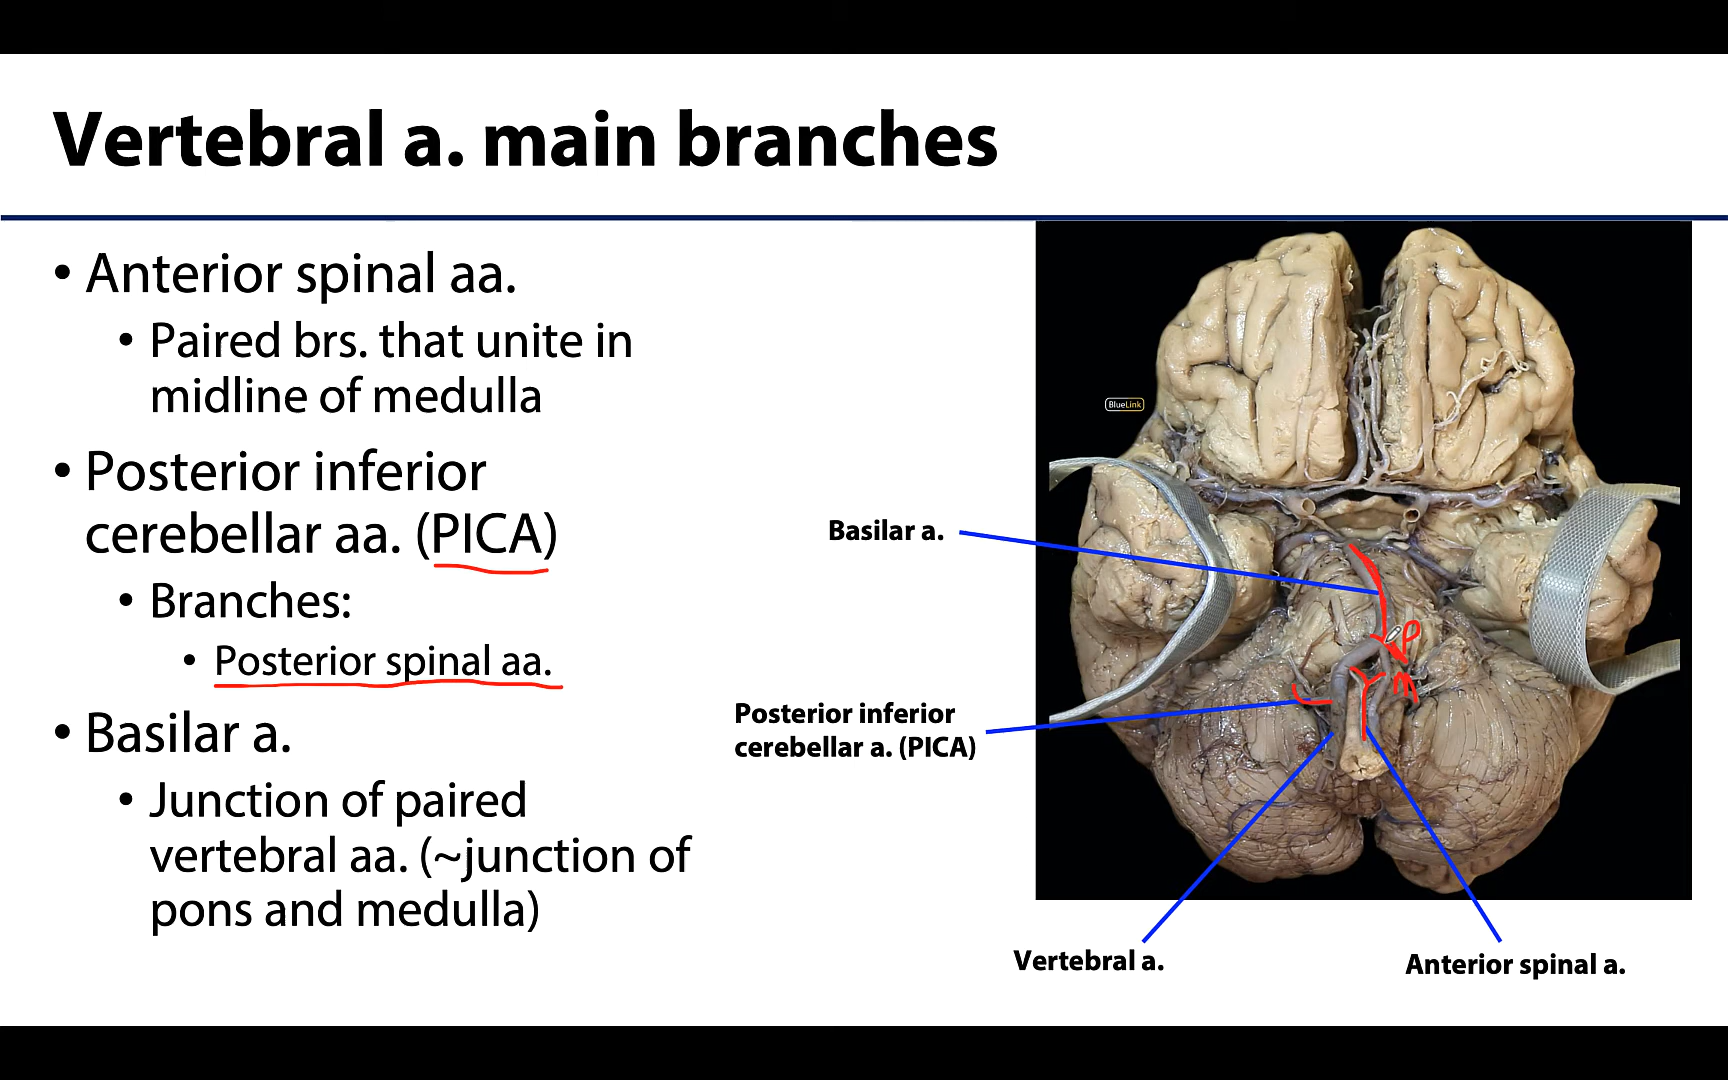 Vertebral a. main branches
• Anterior spinal aa.
• Paired brs. that unite in
midline of medulla
• Posterior inferior
cerebellar aa. (PICA)
• Branches:
• Posterior spinal aa.
• Basilar a.
• Junction of paired
vertebral aa. (~junction of
pons and medulla)
BlueLink
Basilar a.
P
m
Posterior inferior
cerebellar a. (PICA)
Vertebral a.
Anterior spinal a.